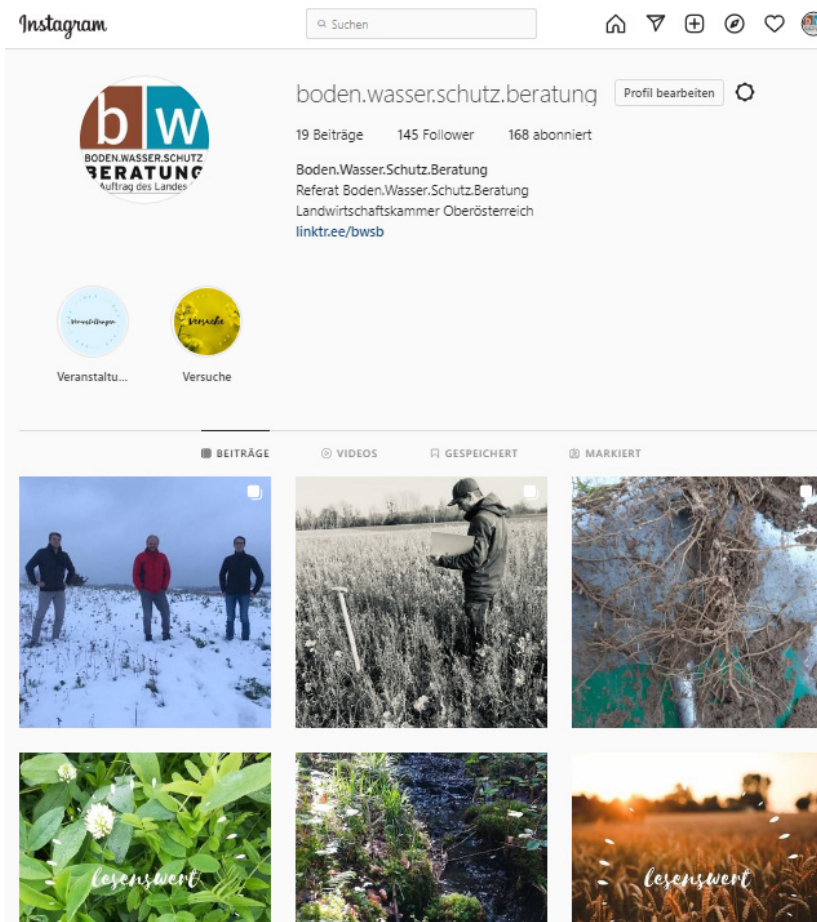 Instagram
Suchen
boden.wasser.schutz.beratung
Profil bearbeiten
19 Beiträge 145 Follower 168 abonniert
Boden.Wasser.Schutz.Beratung
Referat Boden.Wasser.Schutz.Beratung
Landwirtschaftskammer Oberösterreich
linktr.ee/bwsb
b w
BODEN.WASSER.SCHUTZ
BERATUNG
Auftrag des Landes
Veranstaltungen
Versuche
Veranstaltu...
Versuche
BEITRÄGE VIDEOS GESPEICHERT MARKIERT
lesenswert
lesenswert